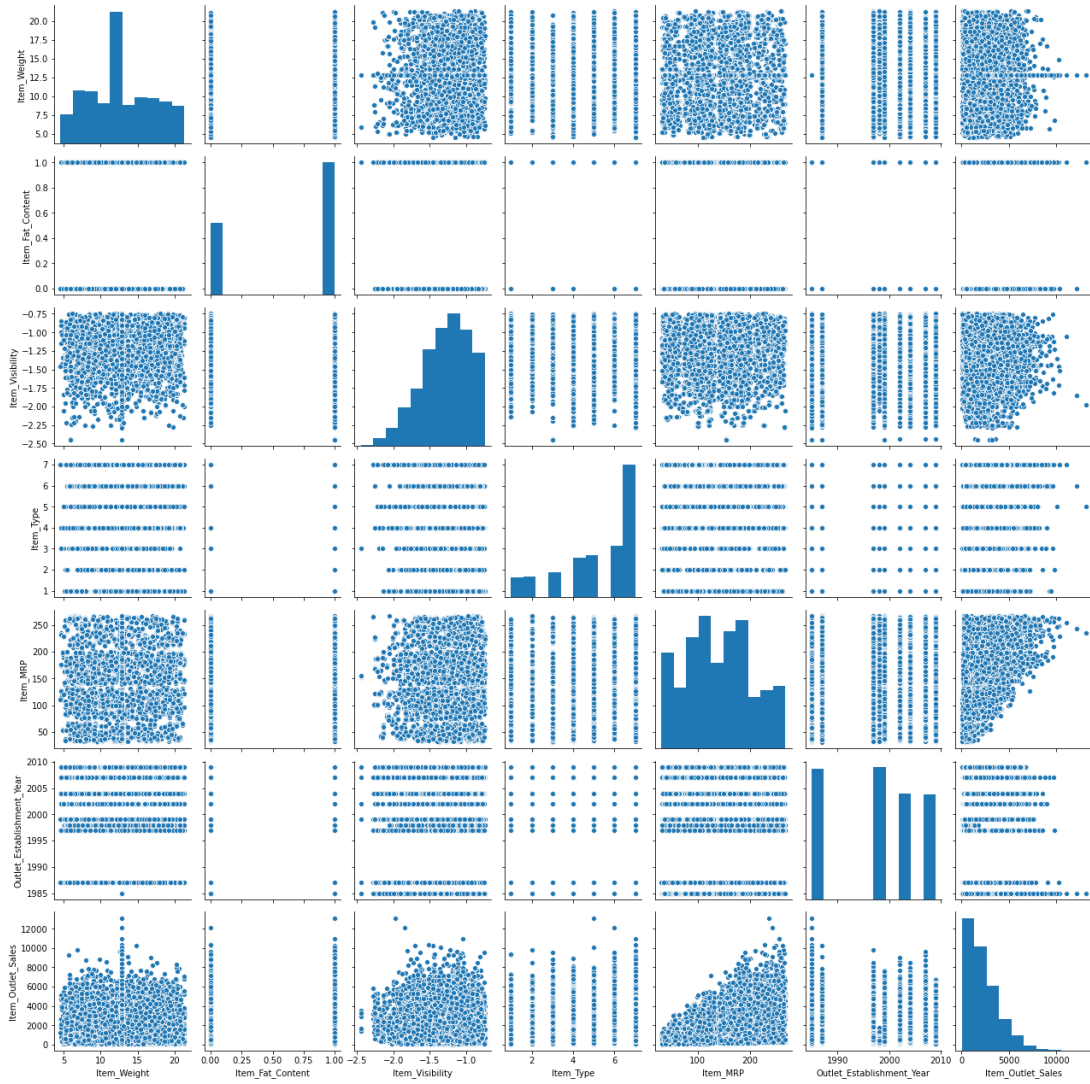 Item_Weight
20.0
17.5
15.0
12.5
10.0
7.5
5.0
Item_Fat_Content
1.0
0.8
0.6
0.4
0.2
0.0
Item_Visibility
−0.75
−1.00
−1.25
−1.50
−1.75
−2.00
−2.25
−2.50
Item_Type
7
6
5
4
3
2
1
Item_MRP
250
200
150
100
50
Outlet_Establishment_Year
2010
2005
2000
1995
1990
1985
Item_Outlet_Sales
12000
10000
8000
6000
4000
2000
0
5 10 15 20
Item_Weight
0.00 0.25 0.50 0.75 1.00
Item_Fat_Content
−2.5 −2.0 −1.5 −1.0
Item_Visibility
2 4 6
Item_Type
100 200
Item_MRP
1990 2000 2010
Outlet_Establishment_Year
0 5000 10000
Item_Outlet_Sales